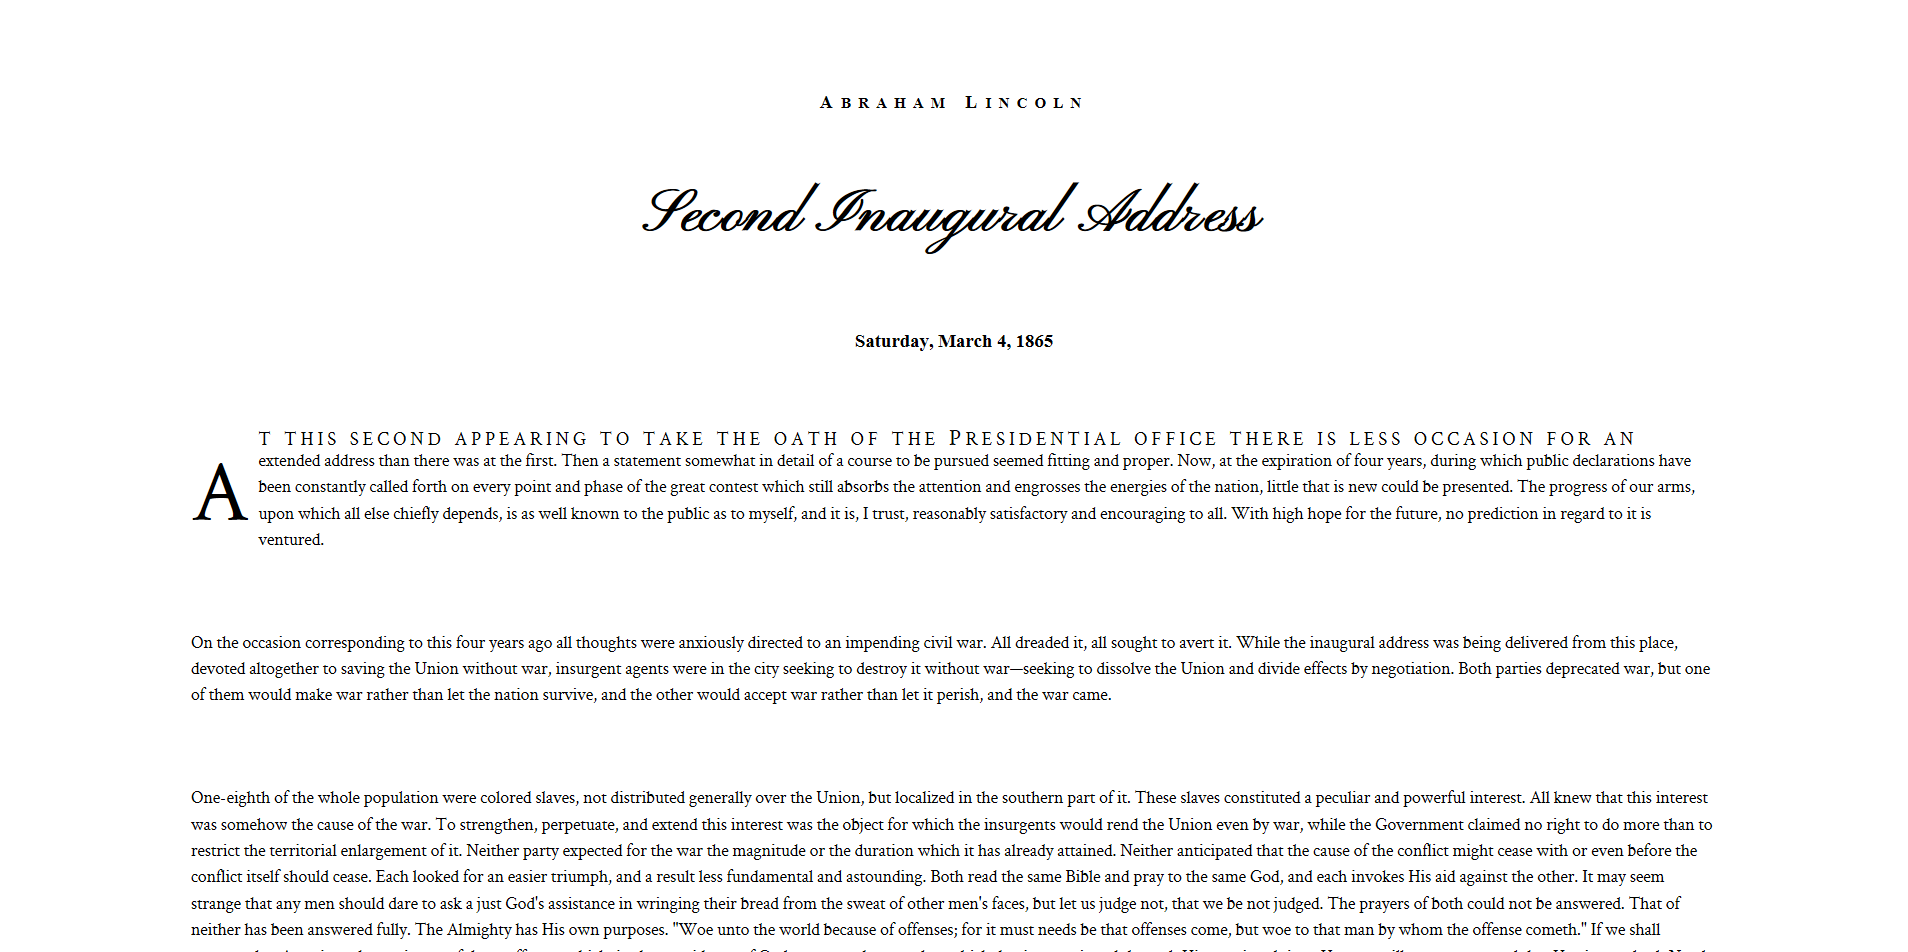 Abraham Lincoln
Second Inaugural Address
Saturday, March 4, 1865
At this second appearing to take the oath of the Presidential office there is less occasion for an
extended address than there was at the first. Then a statement somewhat in detail of a course to be pursued seemed fitting and proper. Now, at the expiration of four years, during which public declarations have
been constantly called forth on every point and phase of the great contest which still absorbs the attention and engrosses the energies of the nation, little that is new could be presented. The progress of our arms,
upon which all else chiefly depends, is as well known to the public as to myself, and it is, I trust, reasonably satisfactory and encouraging to all. With high hope for the future, no prediction in regard to it is
ventured.
On the occasion corresponding to this four years ago all thoughts were anxiously directed to an impending civil war. All dreaded it, all sought to avert it. While the inaugural address was being delivered from this place,
devoted altogether to saving the Union without war, insurgent agents were in the city seeking to destroy it without war—seeking to dissolve the Union and divide effects by negotiation. Both parties deprecated war, but one
of them would make war rather than let the nation survive, and the other would accept war rather than let it perish, and the war came.
One-eighth of the whole population were colored slaves, not distributed generally over the Union, but localized in the southern part of it. These slaves constituted a peculiar and powerful interest. All knew that this interest
was somehow the cause of the war. To strengthen, perpetuate, and extend this interest was the object for which the insurgents would rend the Union even by war, while the Government claimed no right to do more than to
restrict the territorial enlargement of it. Neither party expected for the war the magnitude or the duration which it has already attained. Neither anticipated that the cause of the conflict might cease with or even before the
conflict itself should cease. Each looked for an easier triumph, and a result less fundamental and astounding. Both read the same Bible and pray to the same God, and each invokes His aid against the other. It may seem
strange that any men should dare to ask a just God's assistance in wringing their bread from the sweat of other men's faces, but let us judge not, that we be not judged. The prayers of both could not be answered. That of
neither has been answered fully. The Almighty has His own purposes. "Woe unto the world because of offenses; for it must needs be that offenses come, but woe to that man by whom the offense cometh." If we shall